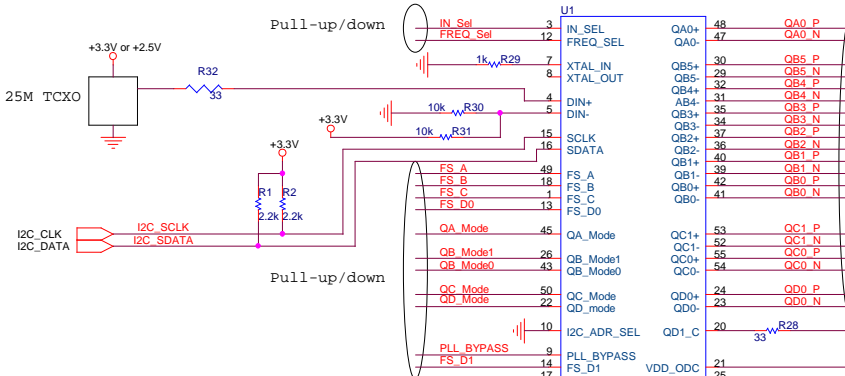 U1
Pull-up/down
IN_Sel 3 IN_SEL QA0+ 48 QA0_P
FREQ_Sel 12 FREQ_SEL QA0- 47 QA0_N
+3.3V or +2.5V
1k R29 7 XTAL_IN QB5+ 30 QB5_P
8 XTAL_OUT QB5- 29 QB5_N
R32 QB4+ 32 QB4_P
25M TCXO 33 4 DIN+ AB4- 31 QB4_N
10k R30 5 DIN- QB3+ 35 QB3_P
QB3- 34 QB3_N
+3.3V 10k R31 15 SCLK QB2+ 37 QB2_P
+3.3V 16 SDATA QB2- 36 QB2_N
QB1+ 40 QB1_P
FS_A 49 FS_A QB1- 39 QB1_N
FS_B 18 FS_B QB0+ 42 QB0_P
R1 R2 FS_C 1 FS_C QB0- 41 QB0_N
2.2k 2.2k FS_D0 13 FS_D0
I2C_CLK I2C_SCLK QA_Mode 45 QA_Mode QC1+ 53 QC1_P
I2C_DATA I2C_SDATA QC1- 52 QC1_N
QB_Mode1 26 QB_Mode1 QC0+ 55 QC0_P
Pull-up/down QB_Mode0 43 QB_Mode0 QC0- 54 QC0_N
QC_Mode 50 QC_Mode QD0+ 24 QD0_P
QD_Mode 22 QD_mode QD0- 23 QD0_N
10 I2C_ADR_SEL QD1_C 20 33 R28
PLL_BYPASS 9 PLL_BYPASS
FS_D1 14 FS_D1 VDD_ODC 21
17 25